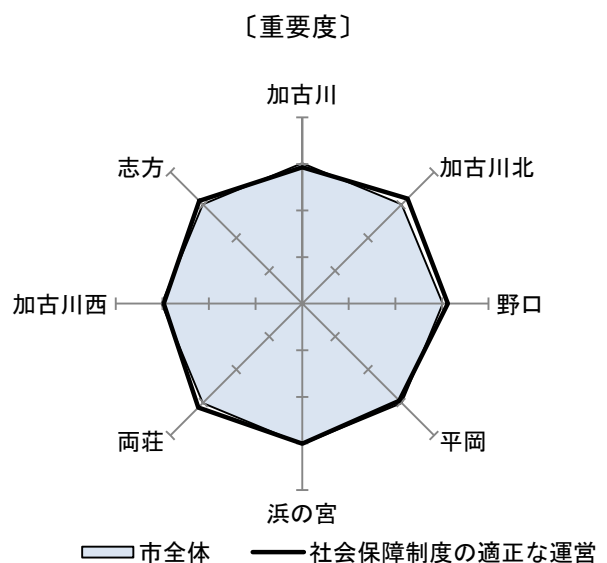 〔重要度〕
加古川
志方
加古川北
加古川西
野口
両荘
平岡
浜の宮
市全体
社会保障制度の適正な運営